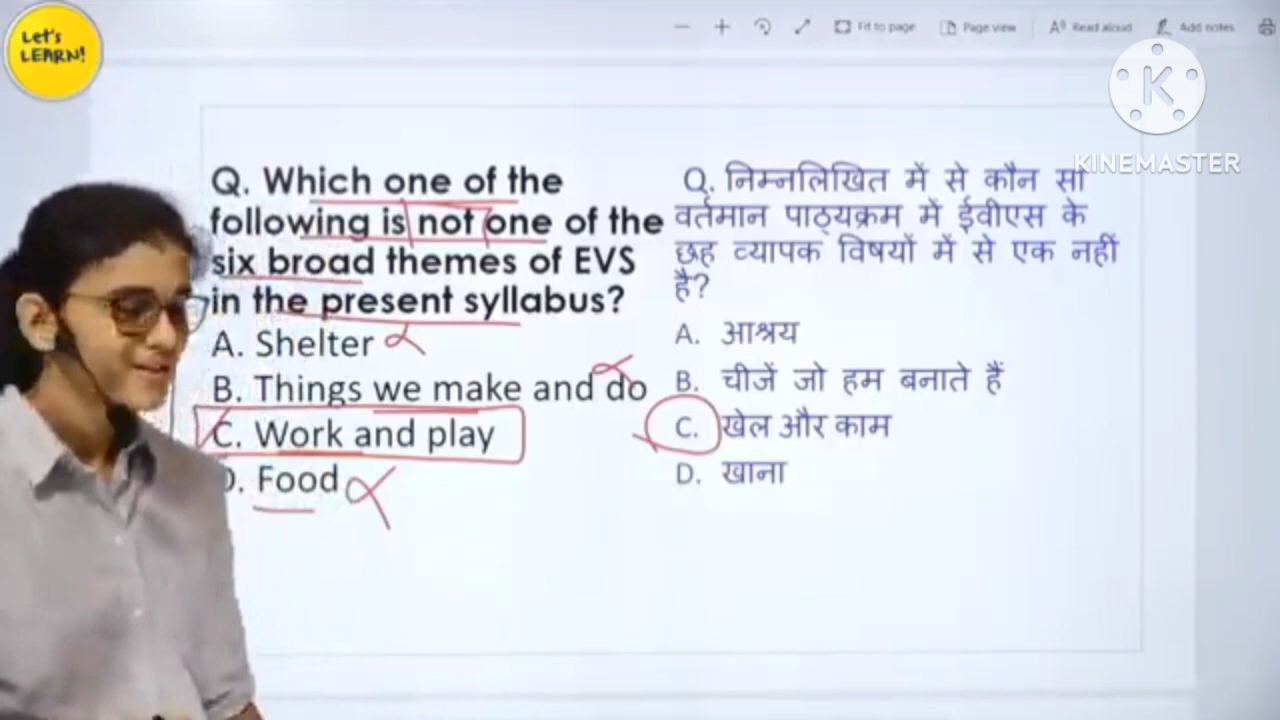 Let's
LEARN!
Fit to page
Page view
Read aloud
Add notes
K
KINEMASTER
Q. Which one of the
following is not one of the
six broad themes of EVS
in the present syllabus?
A. Shelter
B. Things we make and do
C. Work and play
D. Food
Q. निम्नलिखित में से कौन सा
वर्तमान पाठ्यक्रम में ईवीएस के
छह व्यापक विषयों में से एक नहीं
है?
A. आश्रय
B. चीजें जो हम बनाते हैं
C. खेल और काम
D. खाना